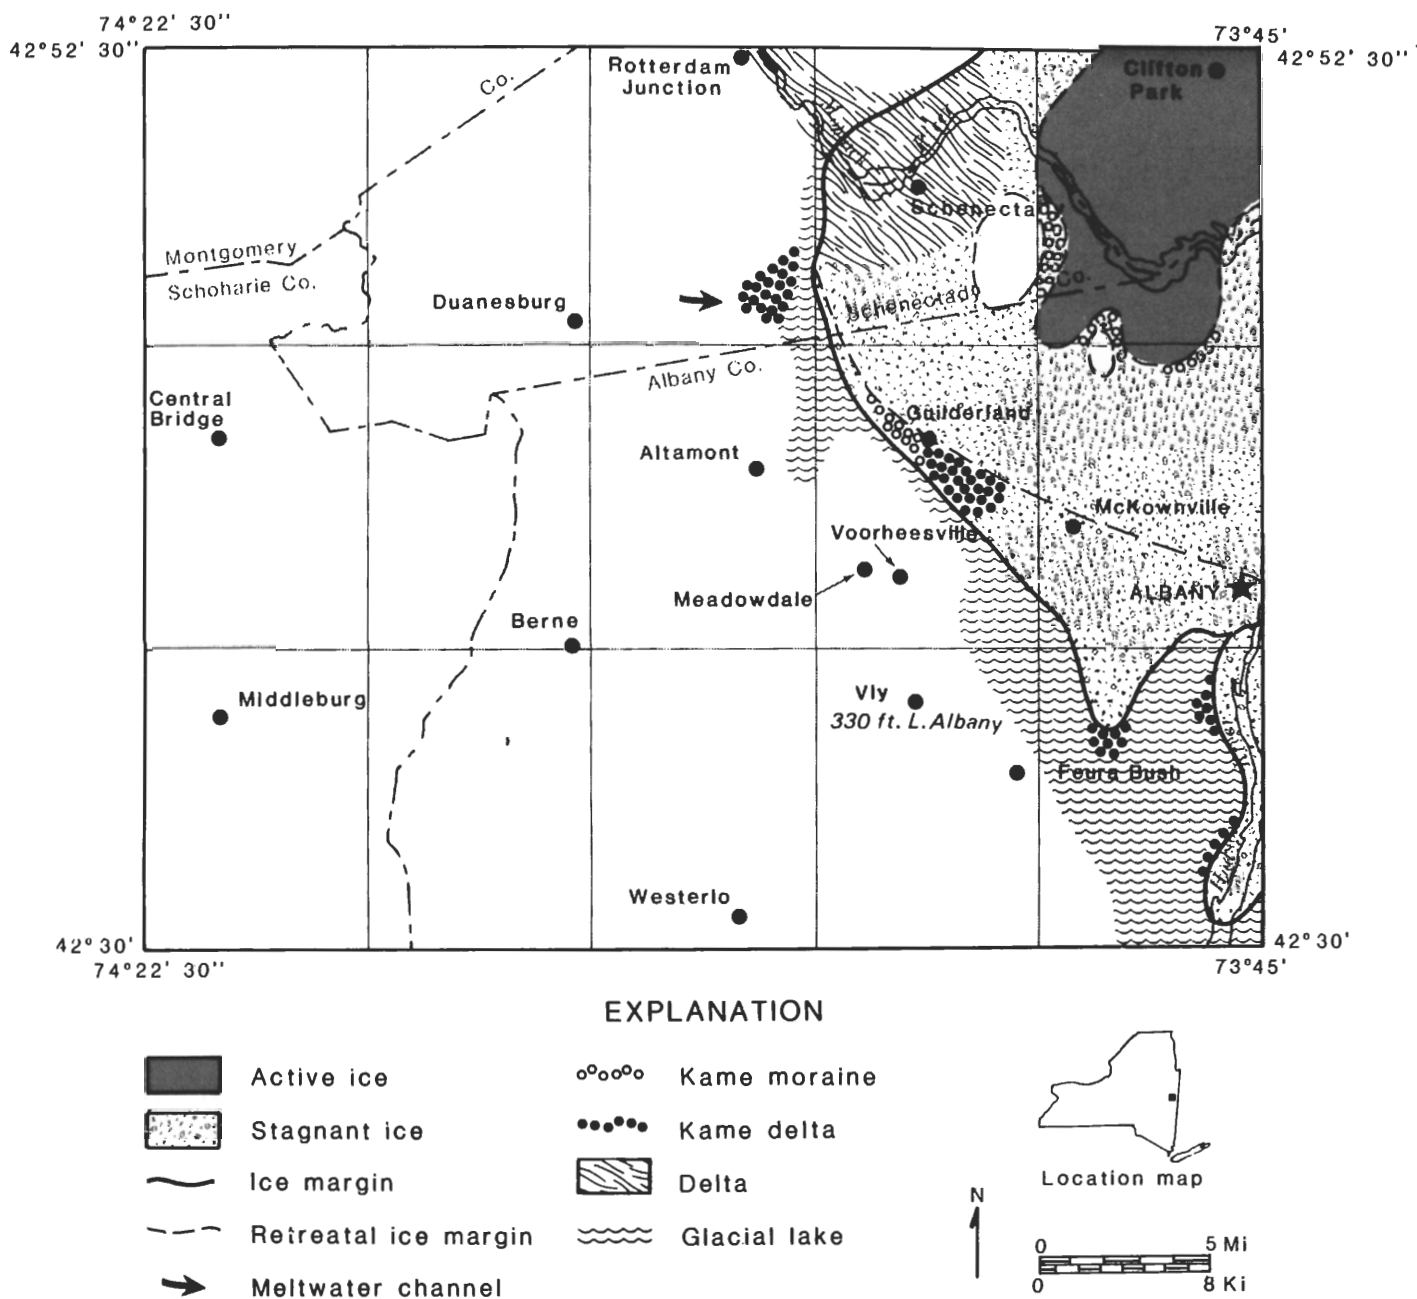 74°22' 30''
73°45'
42°52' 30''
42°52' 30''
Rotterdam
Junction
Clifton
Park
Co.
Schenecta
Montgomery
Schoharie Co.
Co.
Duanesburg
Schenectady
Albany Co.
Central
Bridge
Guilderland
Altamont
McKownville
Voorheesville
Meadowdale
ALBANY
Berne
Middleburg
Vly
330 ft. L. Albany
Feura Bush
Westerlo
42°30'
42°30'
74°22' 30''
73°45'
EXPLANATION
Active ice
Kame moraine
Stagnant ice
Kame delta
Ice margin
Delta
Location map
N
Retreatal ice margin
Glacial lake
0 5 Mi
0 8 Ki
Meltwater channel